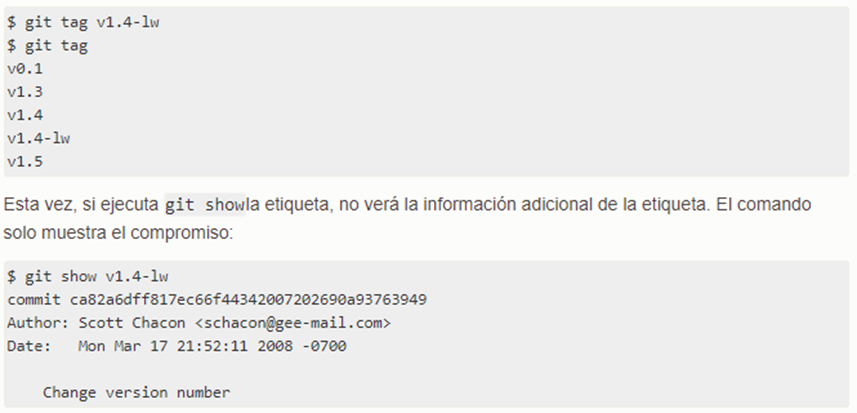 $ git tag v1.4-lw
$ git tag
v0.1
v1.3
v1.4
v1.4-lw
v1.5
Esta vez, si ejecuta git showla etiqueta, no verá la información adicional de la etiqueta. El comando
solo muestra el compromiso:
$ git show v1.4-lw
commit ca82a6dff817ec66f44342007202690a93763949
Author: Scott Chacon <schacon@gee-mail.com>
Date:   Mon Mar 17 21:52:11 2008 -0700
    Change version number